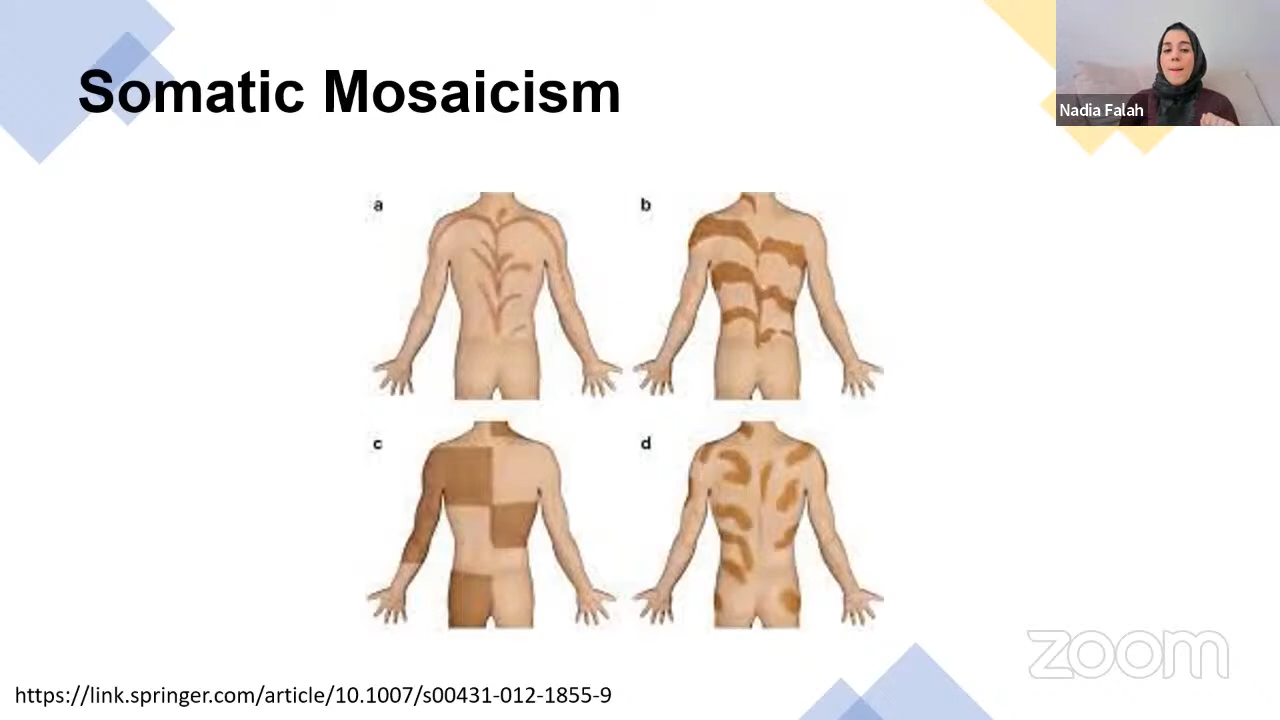 Somatic Mosaicism
Nadia Falah
a
b
c
d
zoom
https://link.springer.com/article/10.1007/s00431-012-1855-9